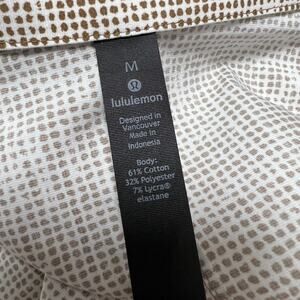 M
lululemon
Designed in
Vancouver
Made in
Indonesia
Body:
61% Cotton
32% Polyester
7% Lycra®
elastane